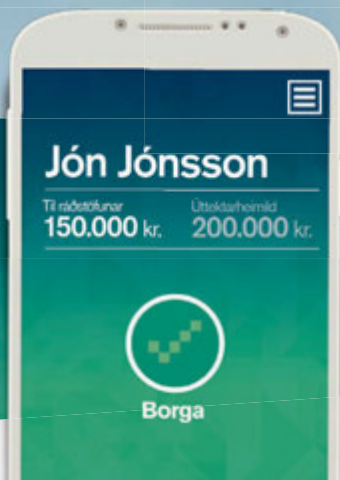 Jón Jónsson
Til ráðstöfunar Úttektarheimild
150.000 kr. 200.000 kr.
Borga